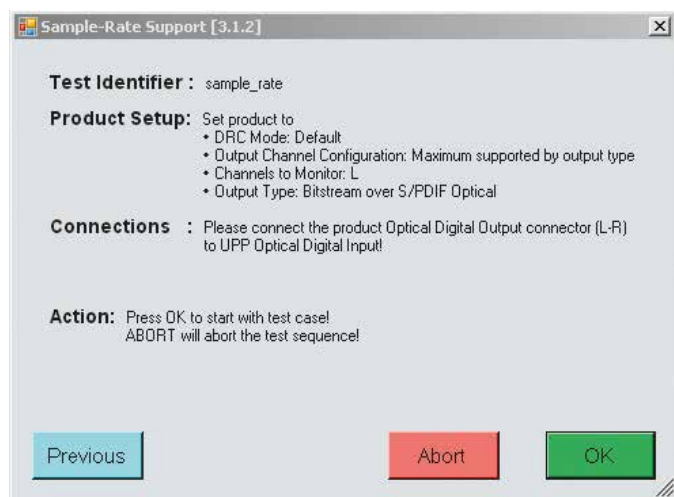 Sample-Rate Support [3.1.2]
Test Identifier : sample_rate
Product Setup: Set product to
• DRC Mode: Default
• Output Channel Configuration: Maximum supported by output type
• Channels to Monitor: L
• Output Type: Bitstream over S/PDIF Optical
Connections : Please connect the product Optical Digital Output connector (L-R)
to UPP Optical Digital Input!
Action: Press OK to start with test case!
ABORT will abort the test sequence!
Previous Abort OK